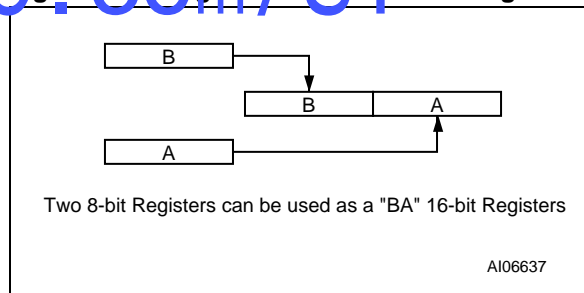 B
B A
A
Two 8-bit Registers can be used as a "BA" 16-bit Registers
AI06637